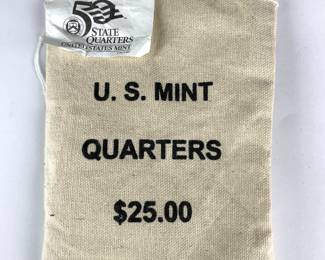 50
STATE
QUARTERS
UNITED STATES MINT
U. S. MINT
QUARTERS
$25.00